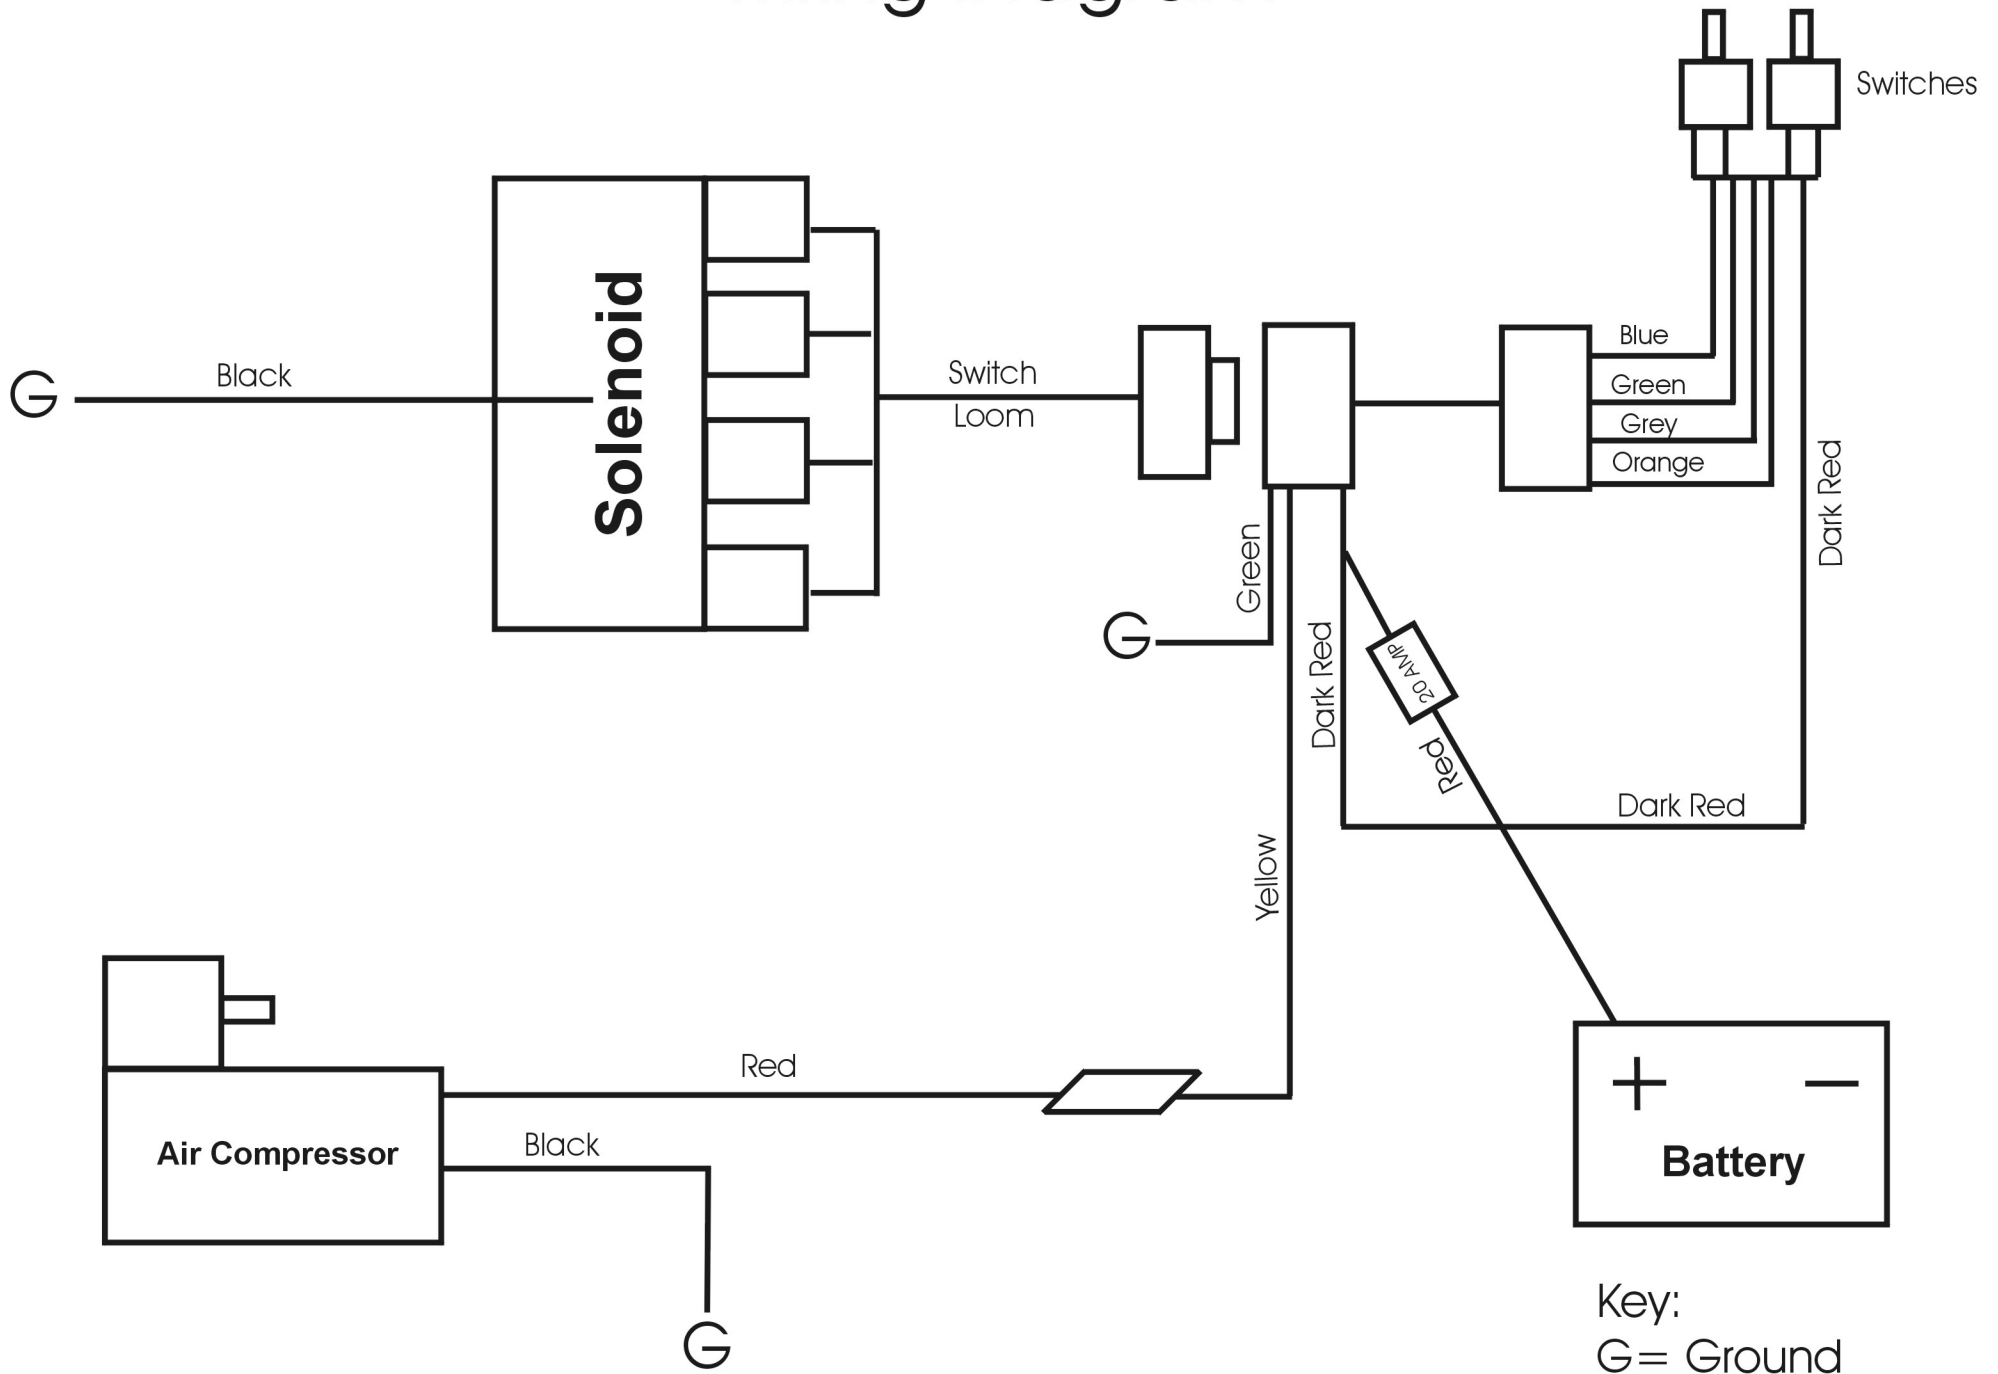 Switches
Solenoid
Black
G
Switch
Loom
Blue
Green
Grey
Orange
Dark Red
Green
G
Dark Red
20 AMP
Red
Dark Red
Yellow
Red
Air Compressor
Black
G
+ −
Battery
Key:
G= Ground